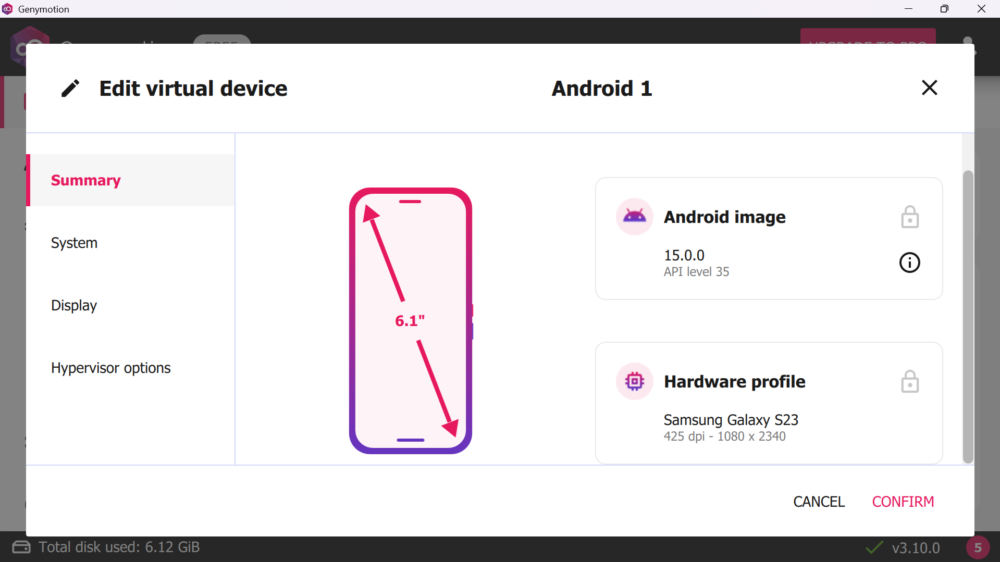 Genymotion
Edit virtual device
Android 1
Summary
System
Display
Hypervisor options
6.1"
Android image
15.0.0
API level 35
Hardware profile
Samsung Galaxy S23
425 dpi - 1080 x 2340
CANCEL
CONFIRM
Total disk used: 6.12 GiB
v3.10.0
5